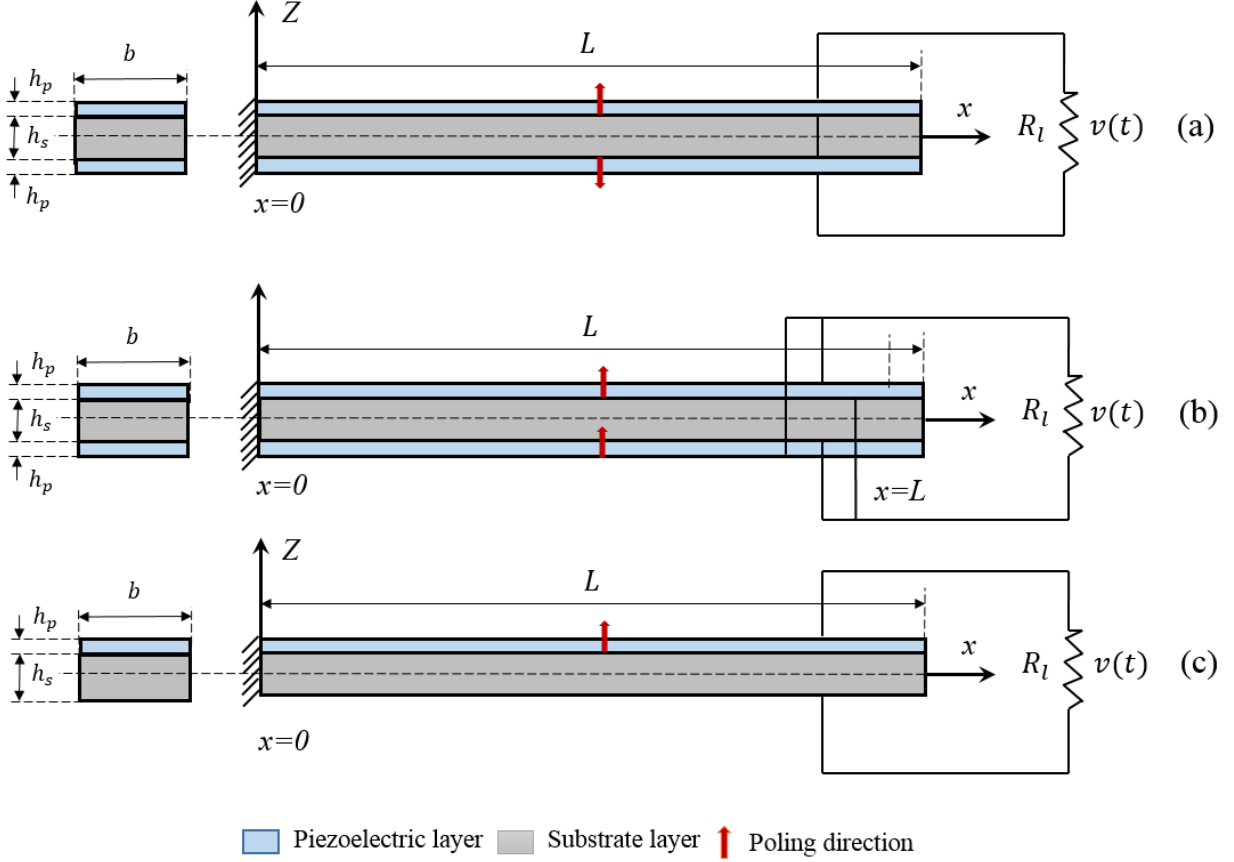 Z
b
L
h_p
h_s
x
R_l
v(t)
(a)
h_p
x=0
b
L
h_p
h_s
x
R_l
v(t)
(b)
h_p
x=0
x=L
Z
b
L
h_p
h_s
x
R_l
v(t)
(c)
x=0
Piezoelectric layer Substrate layer Poling direction